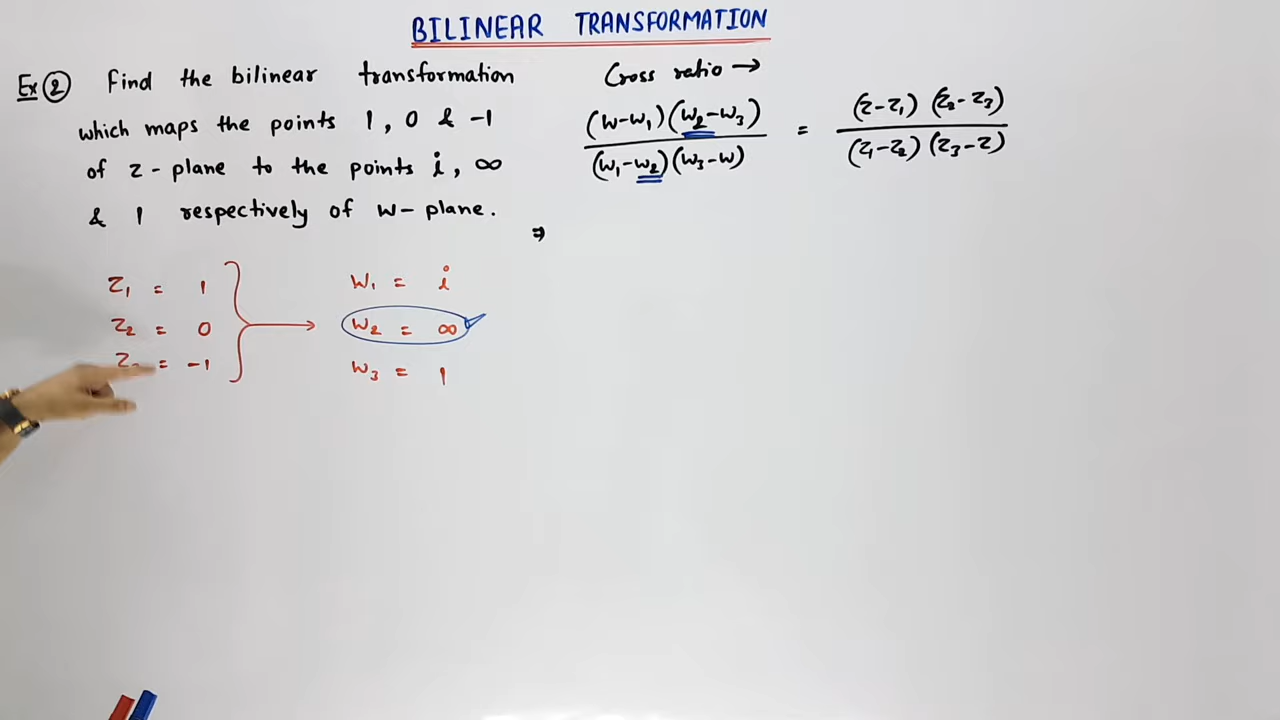 BILINEAR TRANSFORMATION
Ex ② Find the bilinear transformation
which maps the points 1, 0 & -1
of z-plane to the points i, ∞
& 1 respectively of w-plane.
Cross ratio →
(w-w₁)(w₂-w₃) / (w₁-w₂)(w₃-w) = (z-z₁)(z₂-z₃) / (z₁-z₂)(z₃-z)
⇒
z₁ = 1
z₂ = 0
= -1
w₁ = i
w₂ = ∞
w₃ = 1